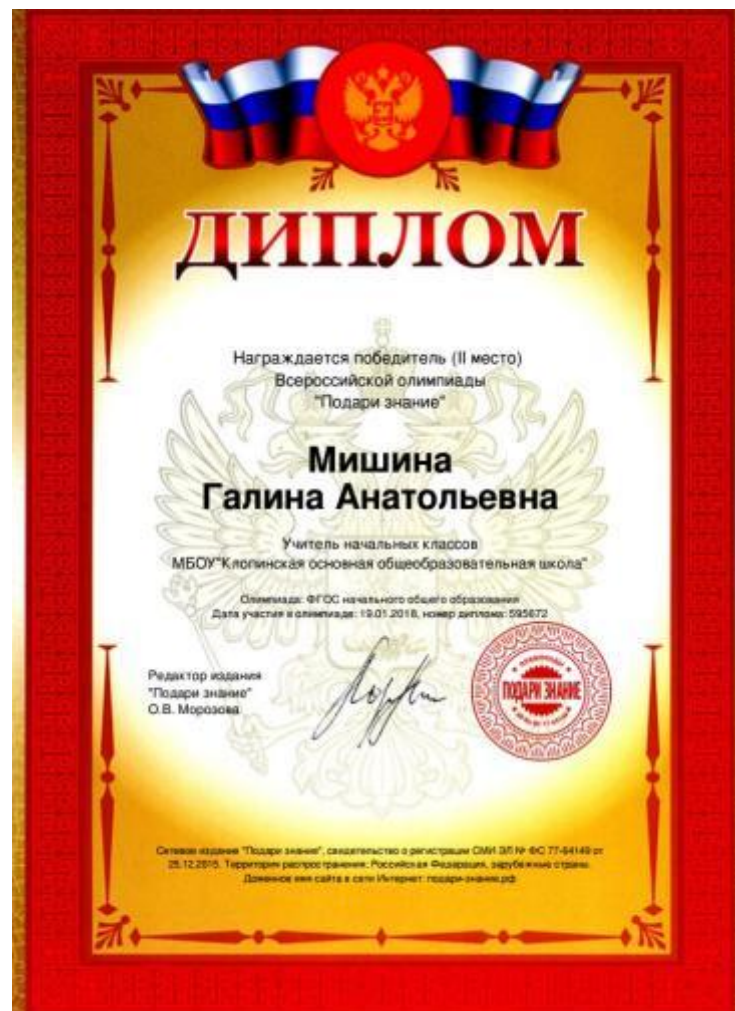 ДИПЛОМ
Награждается победитель (II место)
Всероссийской олимпиады
"Подари знание"
Мишина
Галина Анатольевна
Учитель начальных классов
МБОУ"Клопинская основная общеобразовательная школа"
Олимпиада: ФГОС начального общего образования
Дата участия в олимпиаде: 19.01.2018, номер диплома: 595672
Редактор издания
"Подари знание"
О.В. Морозова
ПОДАРИ ЗНАНИЕ
Сетевое издание "Подари знание", свидетельство о регистрации СМИ ЭЛ № ФС 77-64149 от
25.12.2015. Территория распространения: Российская Федерация, зарубежные страны.
Доменное имя сайта в сети Интернет: подари-знание.рф